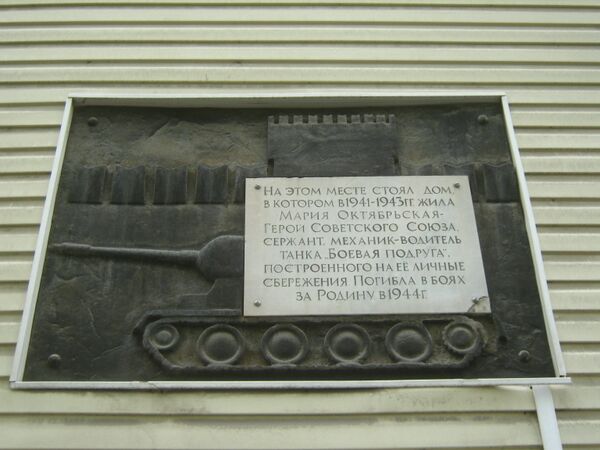 На этом месте стоял дом,
в котором в 1941-1943гг. жила
Мария Октябрьская-
Герой Советского Союза,
сержант, механик-водитель
танка „Боевая подруга",
построенного на её личные
сбережения Погибла в боях
за Родину в 1944г.